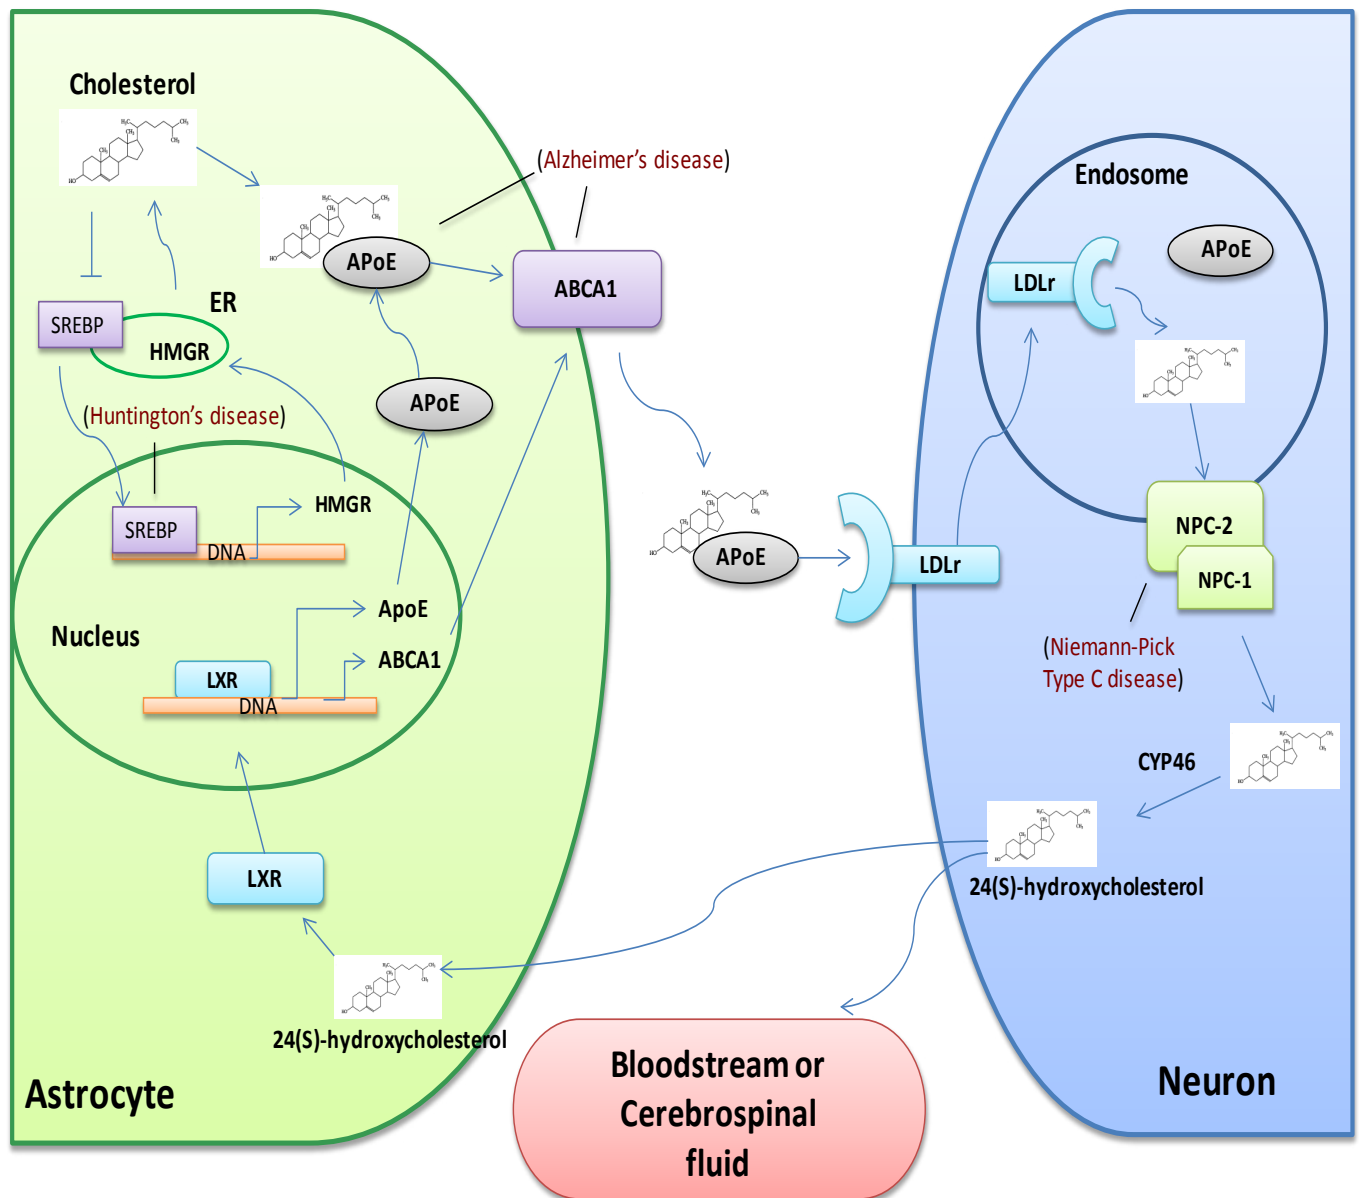 Cholesterol
(Alzheimer's disease)
Endosome
APoE
APoE
LDLr
ABCA1
ER
SREBP
HMGR
APoE
(Huntington's disease)
HMGR
SREBP
DNA
NPC-2
NPC-1
APoE
LDLr
ApoE
Nucleus
ABCA1
LXR
DNA
(Niemann-Pick
Type C disease)
CYP46
LXR
24(S)-hydroxycholesterol
24(S)-hydroxycholesterol
Astrocyte
Bloodstream or
Cerebrospinal
fluid
Neuron